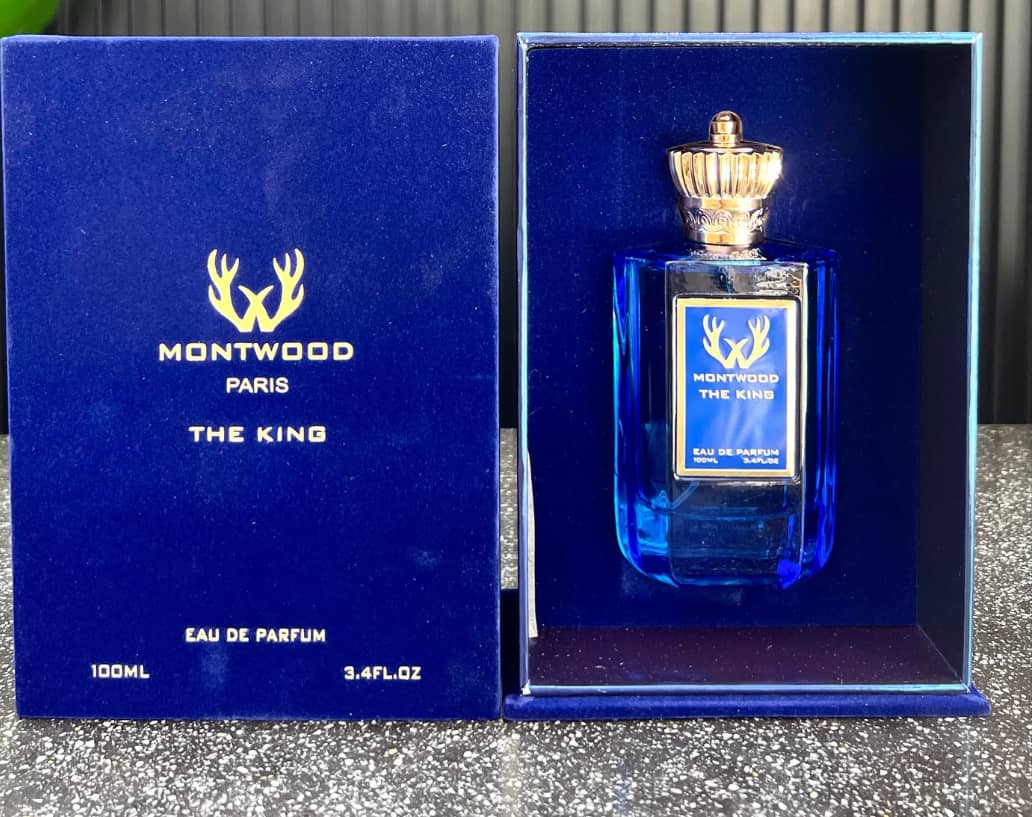 MONTWOOD
PARIS
THE KING
EAU DE PARFUM
100ML 3.4FL.OZ
MONTWOOD
THE KING
EAU DE PARFUM
100ML 3.4FL.OZ